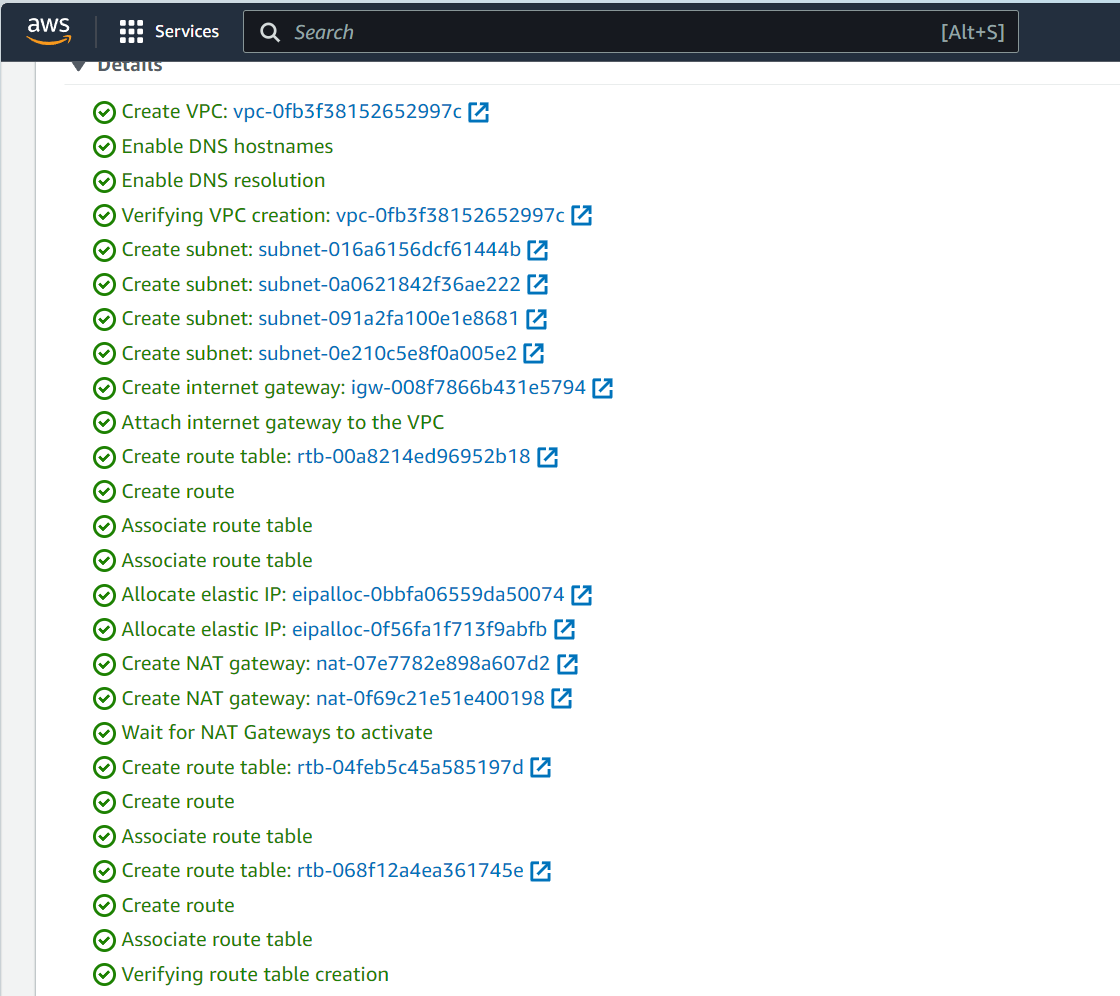 aws
Services
Search
[Alt+S]
Details
Create VPC: vpc-0fb3f38152652997c
Enable DNS hostnames
Enable DNS resolution
Verifying VPC creation: vpc-0fb3f38152652997c
Create subnet: subnet-016a6156dcf61444b
Create subnet: subnet-0a0621842f36ae222
Create subnet: subnet-091a2fa100e1e8681
Create subnet: subnet-0e210c5e8f0a005e2
Create internet gateway: igw-008f7866b431e5794
Attach internet gateway to the VPC
Create route table: rtb-00a8214ed96952b18
Create route
Associate route table
Associate route table
Allocate elastic IP: eipalloc-0bbfa06559da50074
Allocate elastic IP: eipalloc-0f56fa1f713f9abfb
Create NAT gateway: nat-07e7782e898a607d2
Create NAT gateway: nat-0f69c21e51e400198
Wait for NAT Gateways to activate
Create route table: rtb-04feb5c45a585197d
Create route
Associate route table
Create route table: rtb-068f12a4ea361745e
Create route
Associate route table
Verifying route table creation